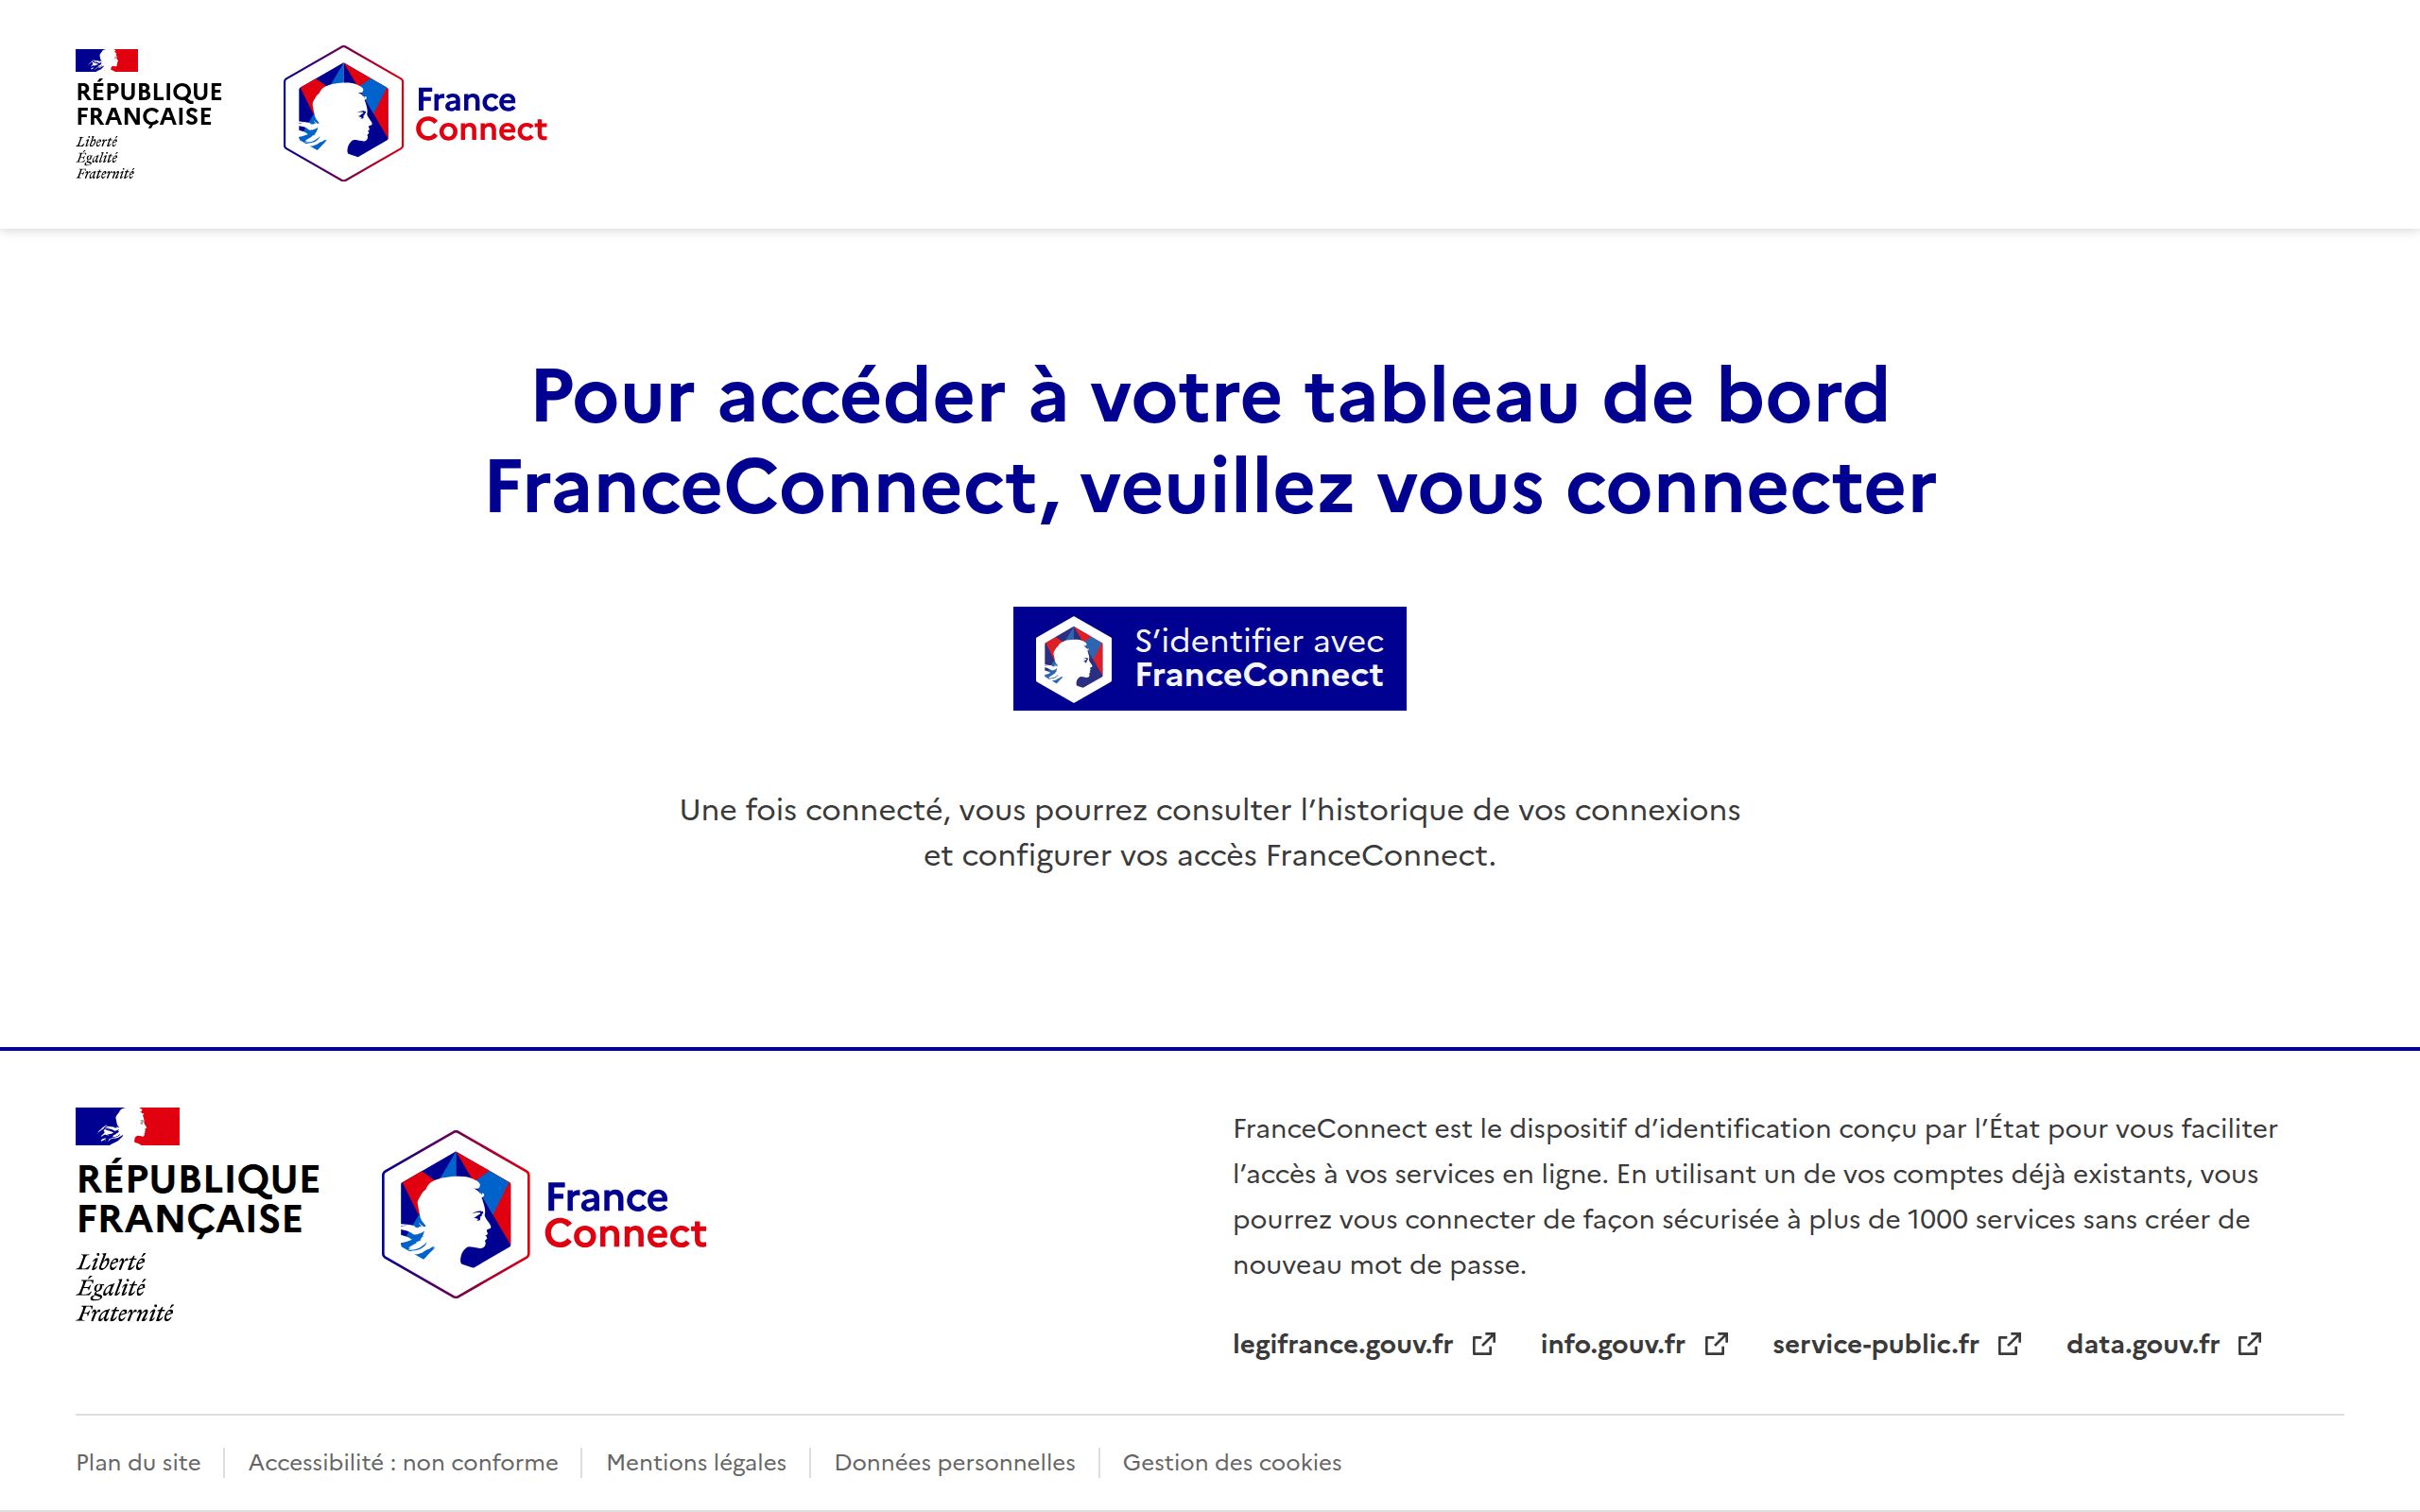 RÉPUBLIQUE
FRANÇAISE
Liberté
Égalité
Fraternité
France
Connect
Pour accéder à votre tableau de bord
FranceConnect, veuillez vous connecter
S’identifier avec
FranceConnect
Une fois connecté, vous pourrez consulter l’historique de vos connexions
et configurer vos accès FranceConnect.
RÉPUBLIQUE
FRANÇAISE
Liberté
Égalité
Fraternité
France
Connect
FranceConnect est le dispositif d’identification conçu par l’État pour vous faciliter
l’accès à vos services en ligne. En utilisant un de vos comptes déjà existants, vous
pourrez vous connecter de façon sécurisée à plus de 1000 services sans créer de
nouveau mot de passe.
legifrance.gouv.fr info.gouv.fr service-public.fr data.gouv.fr
Plan du site Accessibilité : non conforme Mentions légales Données personnelles Gestion des cookies